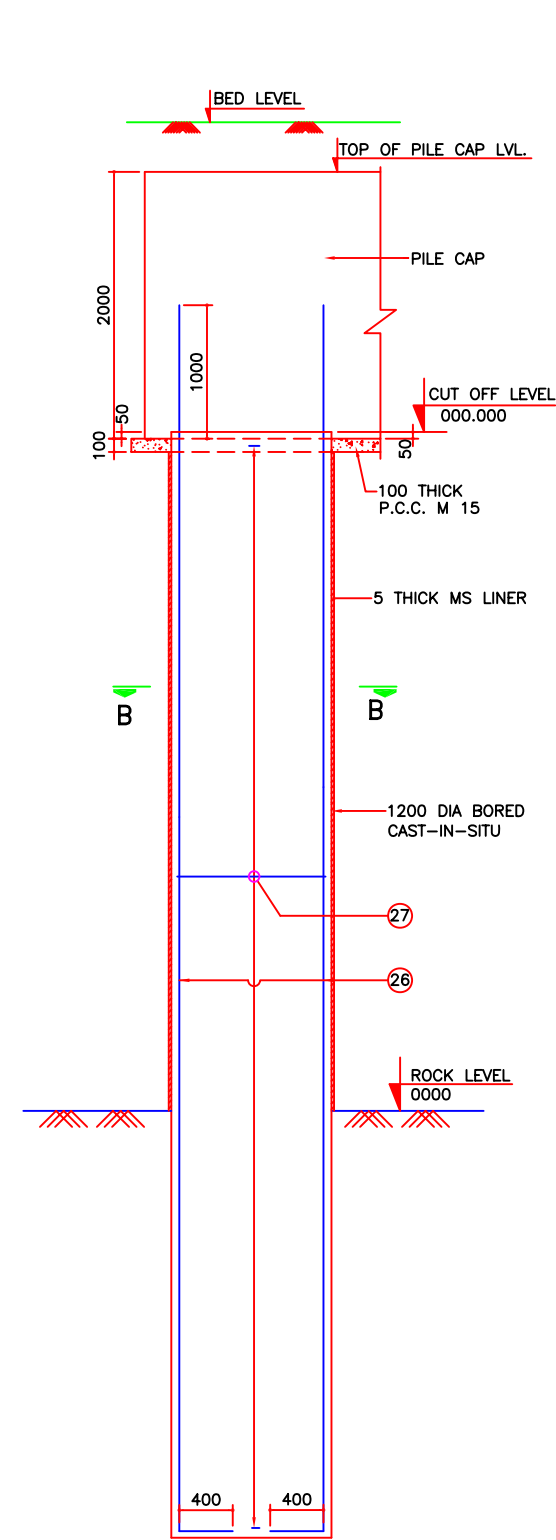 BED LEVEL
TOP OF PILE CAP LVL.
PILE CAP
2000
1000
CUT OFF LEVEL
000.000
50
100
50
100 THICK
P.C.C. M 15
5 THICK MS LINER
B
B
1200 DIA BORED
CAST-IN-SITU
27
26
ROCK LEVEL
0000
400
400